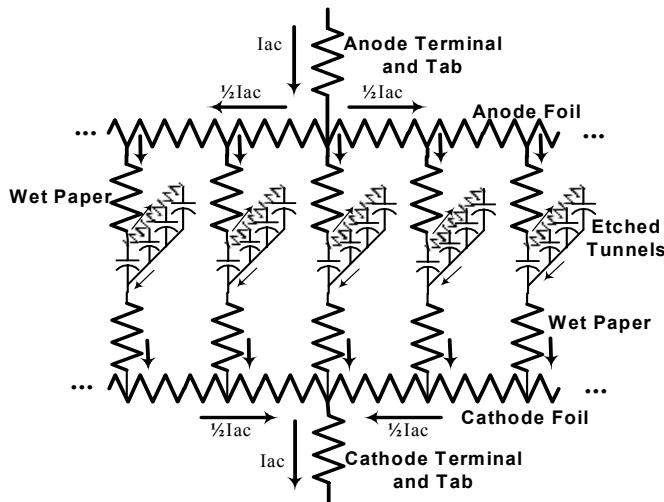 Iac
Anode Terminal
and Tab
½Iac
½Iac
...
Anode Foil
...
Wet Paper
Etched
Tunnels
Wet Paper
...
...
½Iac
½Iac
Cathode Foil
Iac
Cathode Terminal
and Tab